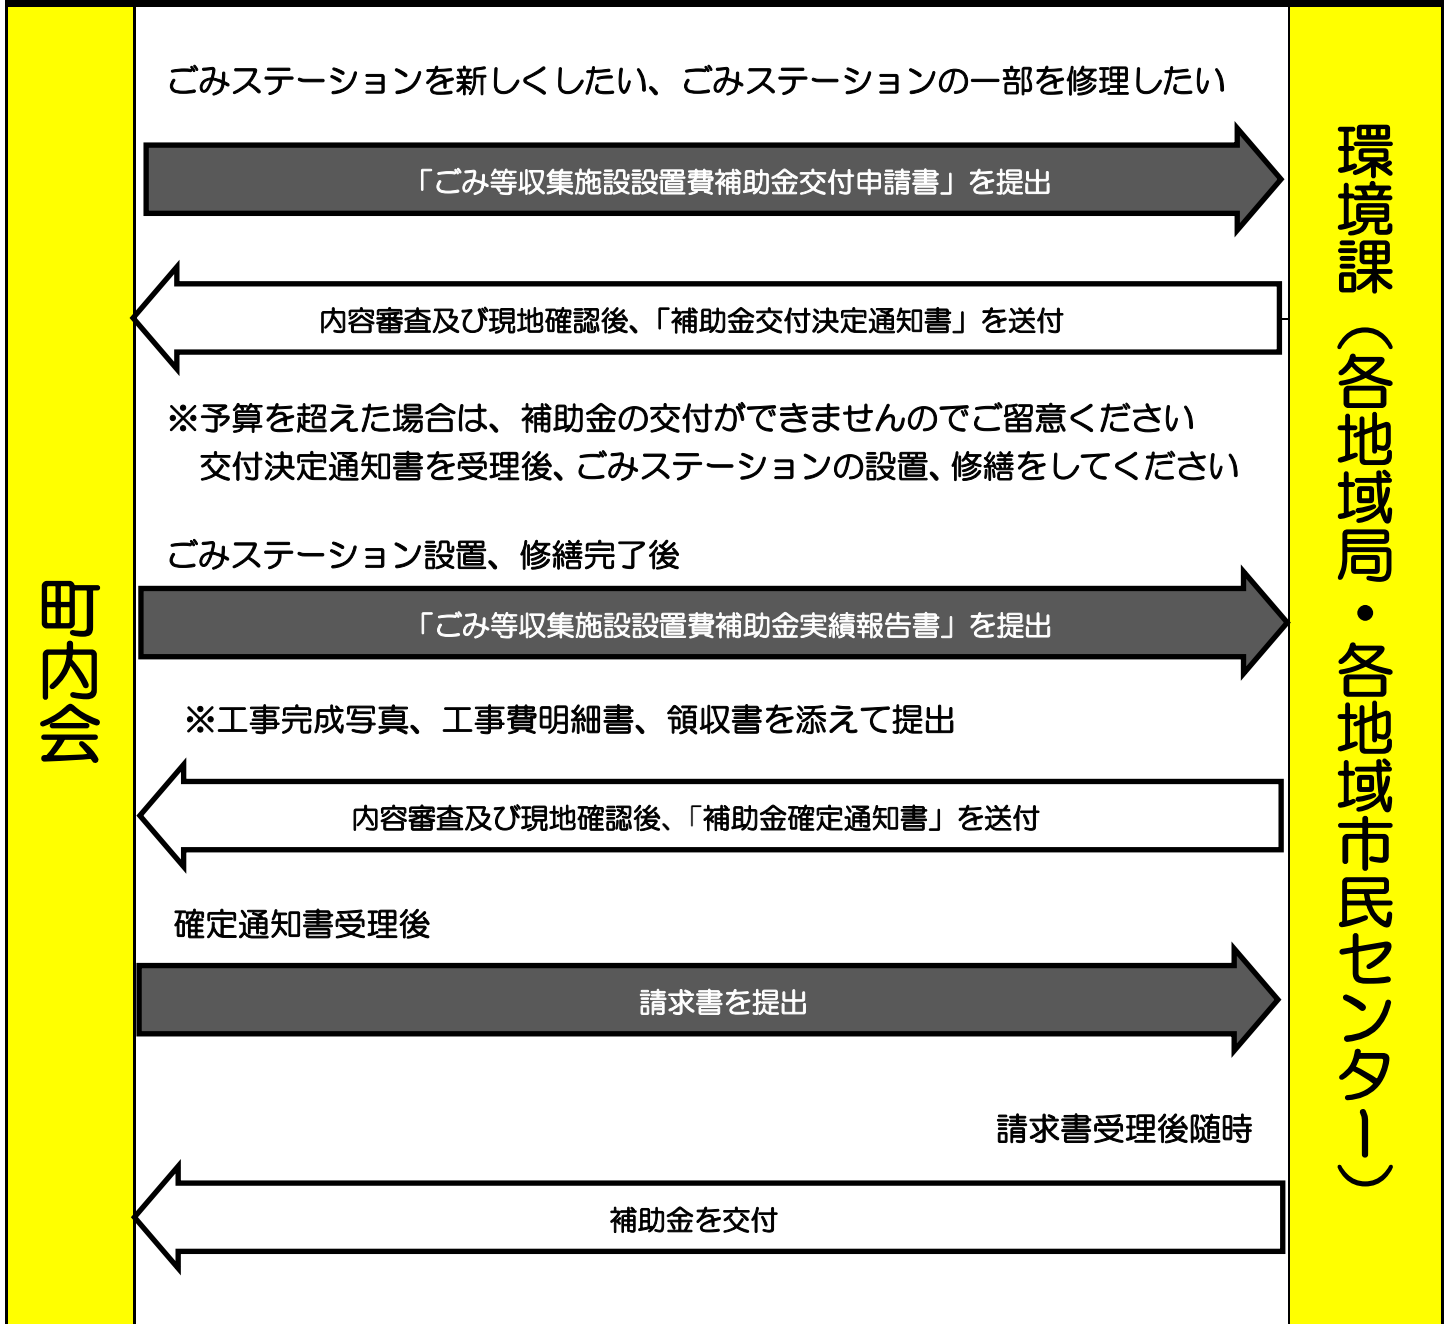 町内会
ごみステーションを新しくしたい、ごみステーションの一部を修理したい
「ごみ等収集施設設置費補助金交付申請書」を提出
内容審査及び現地確認後、「補助金交付決定通知書」を送付
※予算を超えた場合は、補助金の交付ができませんのでご留意ください
交付決定通知書を受理後、ごみステーションの設置、修繕をしてください
ごみステーション設置、修繕完了後
「ごみ等収集施設設置費補助金実績報告書」を提出
※工事完成写真、工事費明細書、領収書を添えて提出
内容審査及び現地確認後、「補助金確定通知書」を送付
確定通知書受理後
請求書を提出
請求書受理後随時
補助金を交付
環境課（各地域局・各地域市民センター）